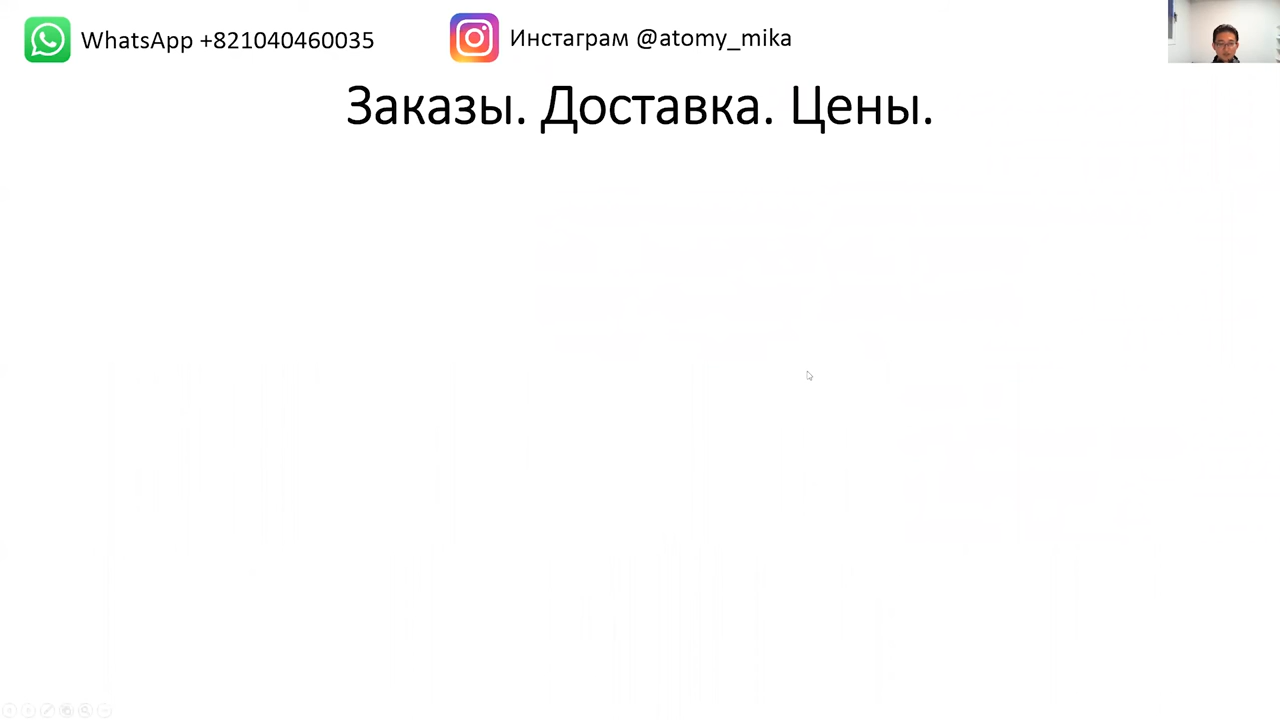 WhatsApp +821040460035
Инстаграм @atomy_mika
Заказы. Доставка. Цены.